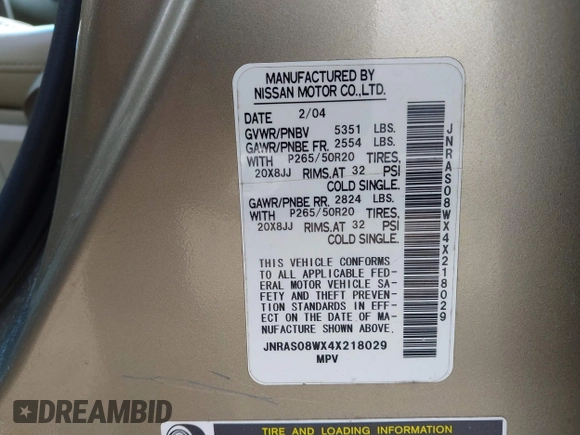 MANUFACTURED BY
NISSAN MOTOR CO.,LTD.
DATE 2/04
GVWR/PNBV 5351 LBS.
GAWR/PNBE FR. 2554 LBS.
WITH P265/50R20 TIRES,
20X8JJ RIMS.AT 32 PSI
COLD SINGLE.
GAWR/PNBE RR. 2824 LBS.
WITH P265/50R20 TIRES,
20X8JJ RIMS.AT 32 PSI
COLD SINGLE.
THIS VEHICLE CONFORMS
TO ALL APPLICABLE FED-
ERAL MOTOR VEHICLE SA-
FETY AND THEFT PREVEN-
TION STANDARDS IN EFF-
ECT ON THE DATE OF MA-
NUFACTURE SHOWN ABOVE.
JNRAS08WX4X218029
MPV
JNRAS08WX4X218029
TIRE AND LOADING INFORMATION
DREAMBID